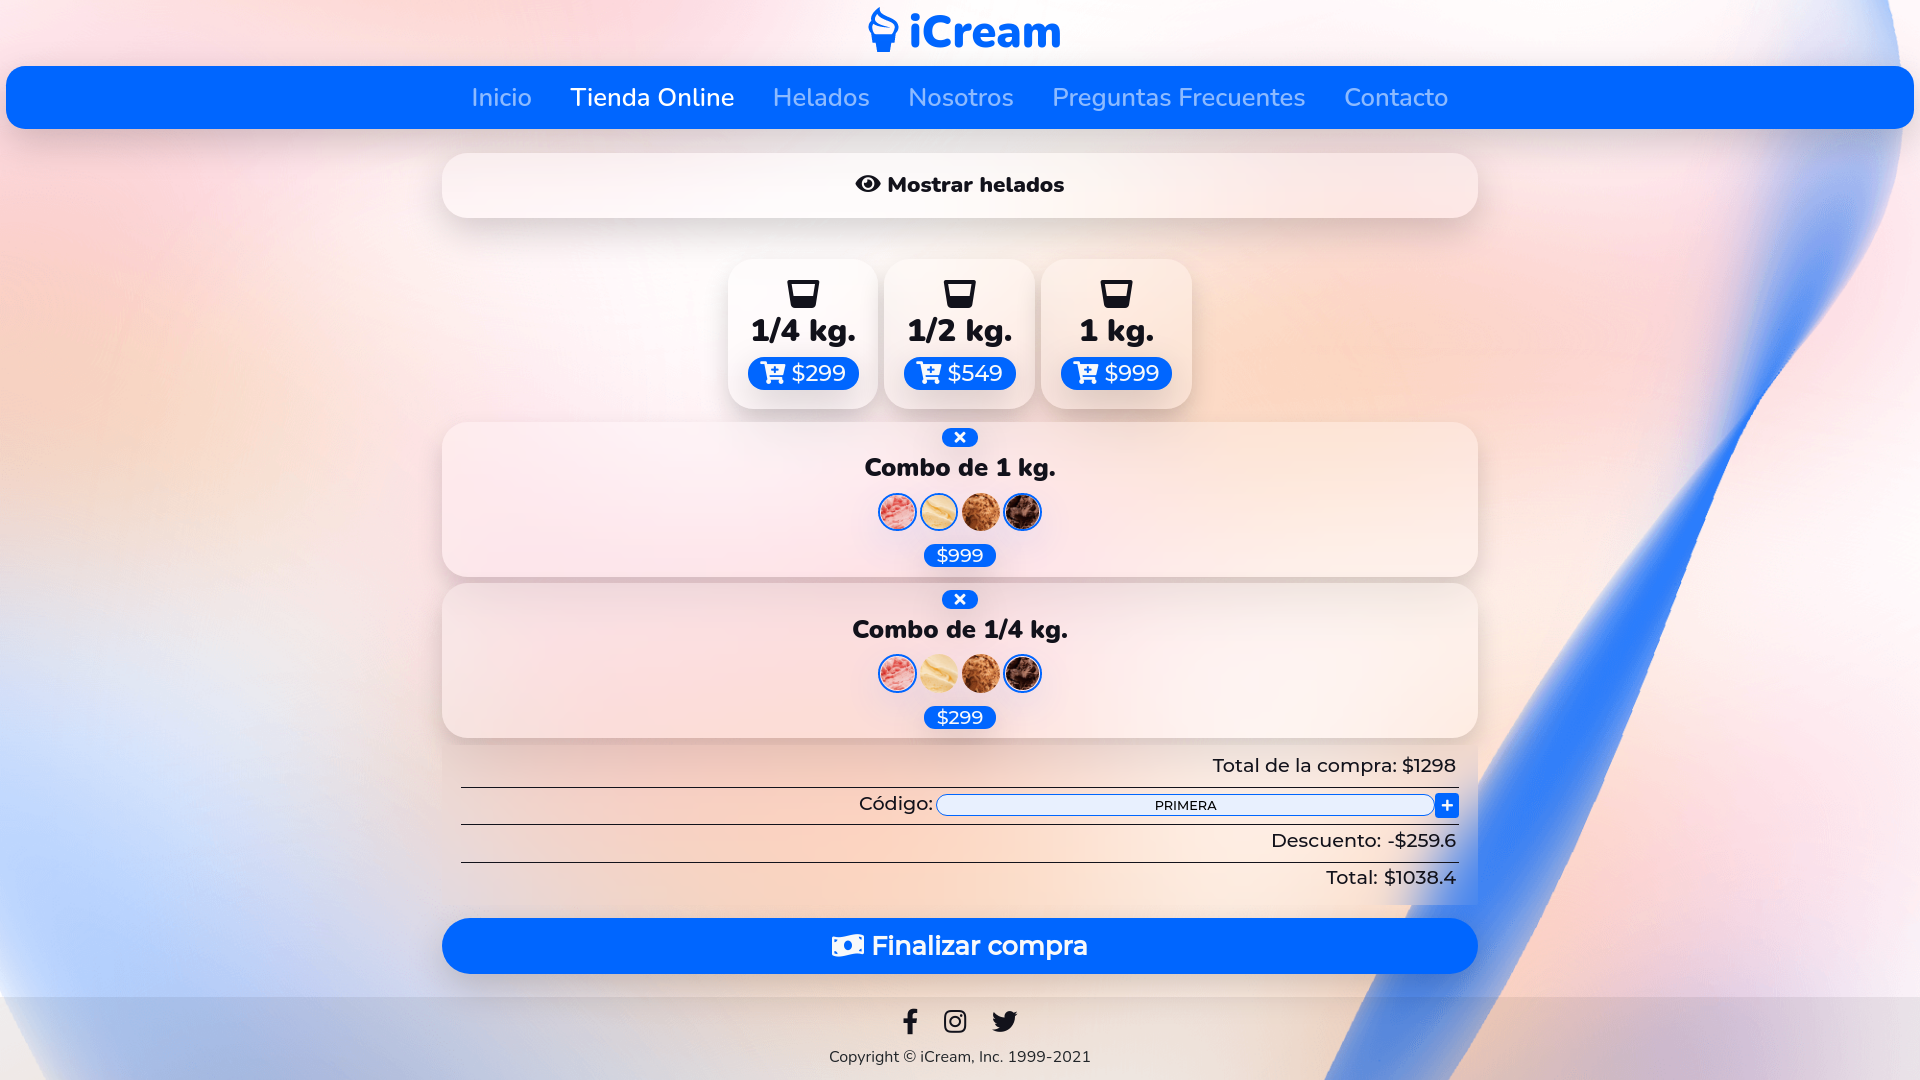 iCream
Inicio Tienda Online Helados Nosotros Preguntas Frecuentes Contacto
Mostrar helados
1/4 kg. 1/2 kg. 1 kg.
$299 $549 $999
Combo de 1 kg.
$999
Combo de 1/4 kg.
$299
Total de la compra: $1298
Código: PRIMERA
Descuento: -$259.6
Total: $1038.4
Finalizar compra
Copyright © iCream, Inc. 1999-2021